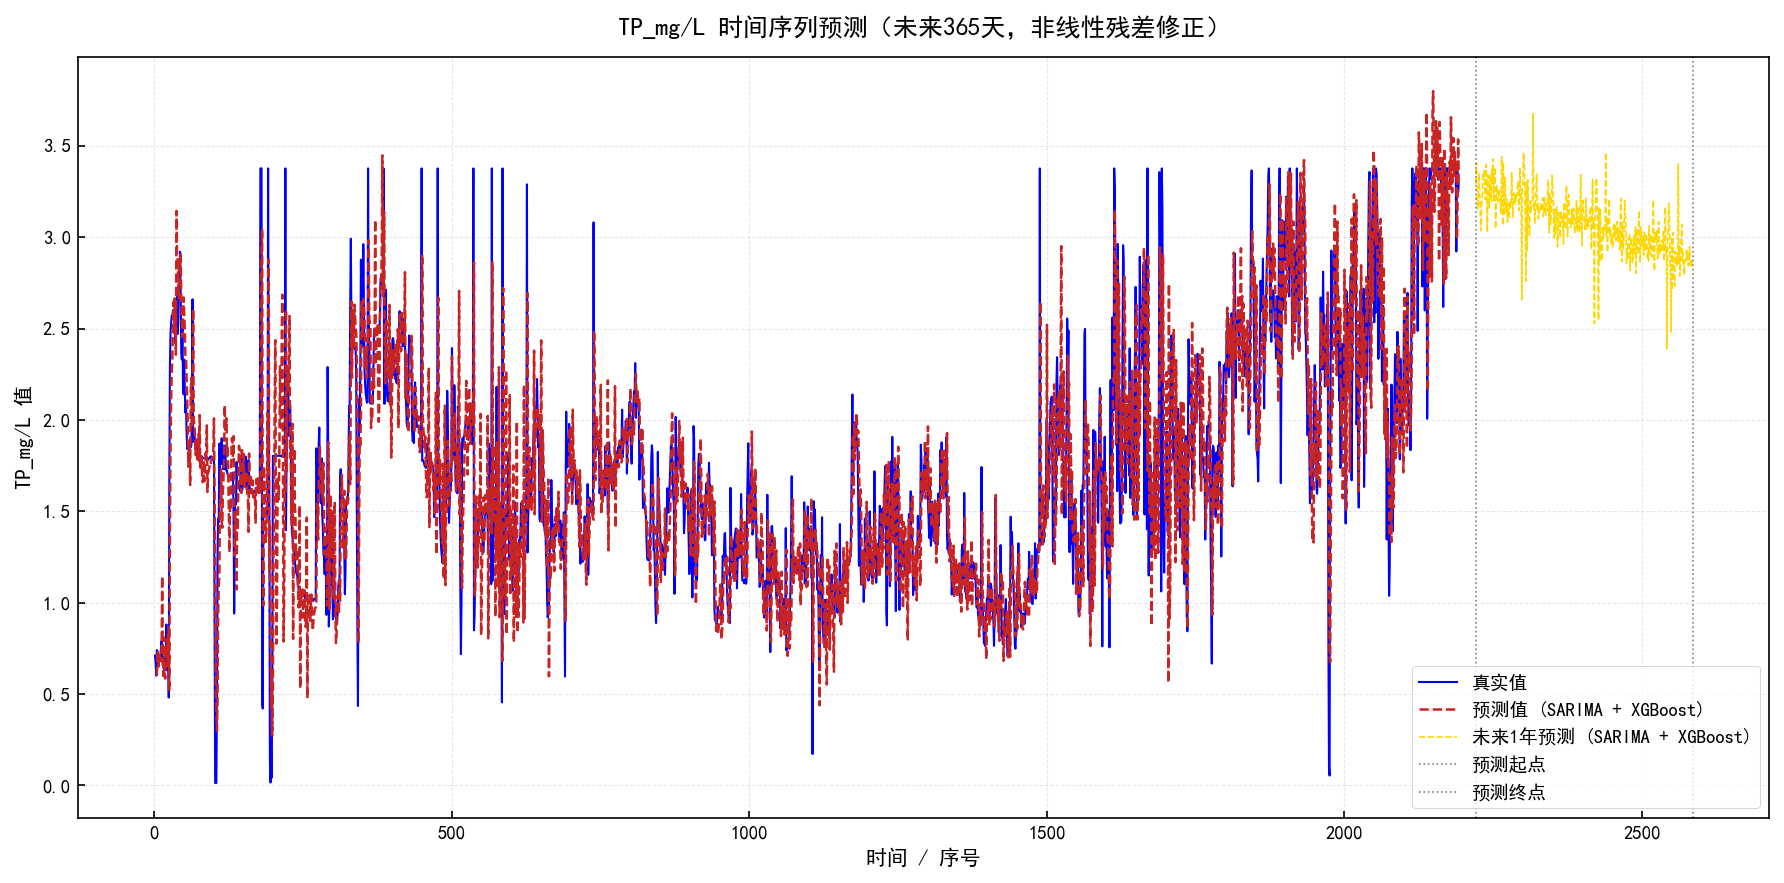 TP_mg/L 时间序列预测（未来365天，非线性残差修正）
TP_mg/L 值
3.5
3.0
2.5
2.0
1.5
1.0
0.5
0.0
真实值
预测值 (SARIMA + XGBoost)
未来1年预测 (SARIMA + XGBoost)
预测起点
预测终点
0
500
1000
1500
2000
2500
时间 / 序号